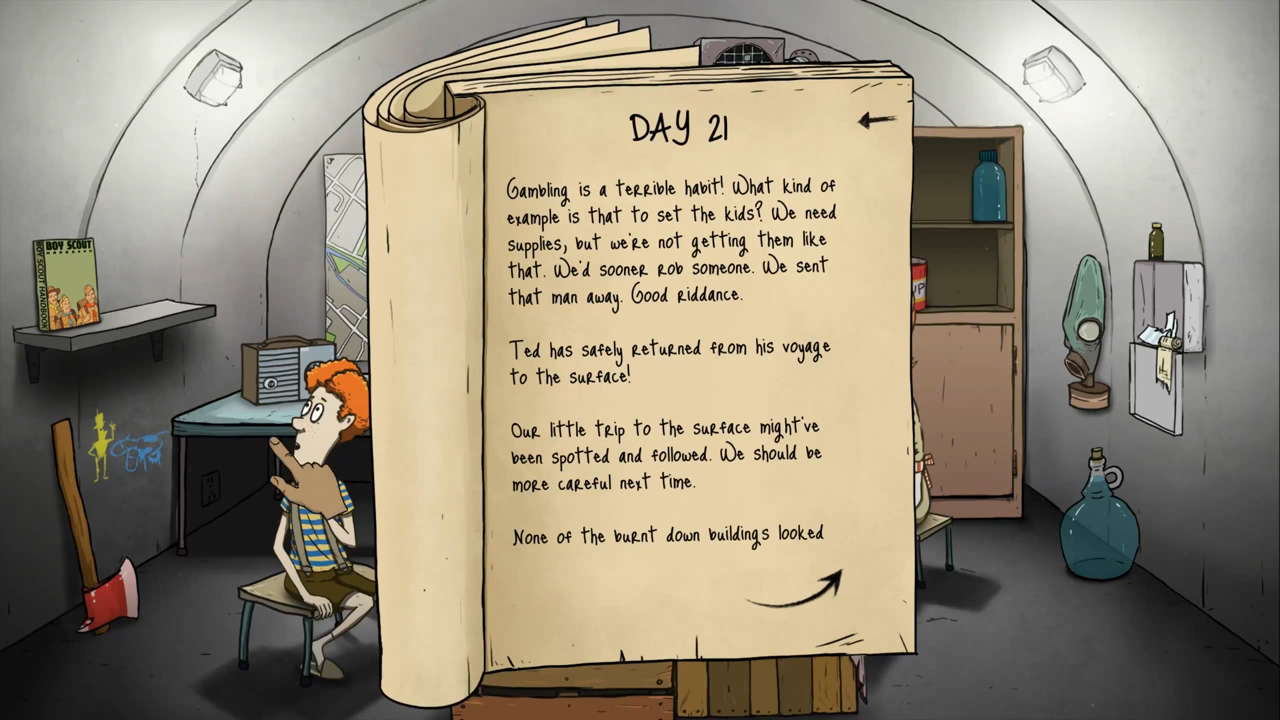 DAY 21
Gambling is a terrible habit! What kind of
example is that to set the kids? We need
supplies, but we're not getting them like
that. We'd sooner rob someone. We sent
that man away. Good riddance.
Ted has safely returned from his voyage
to the surface!
Our little trip to the surface might've
been spotted and followed. We should be
more careful next time.
None of the burnt down buildings looked
BOY SCOUT
BOY SCOUT HANDBOOK
UP